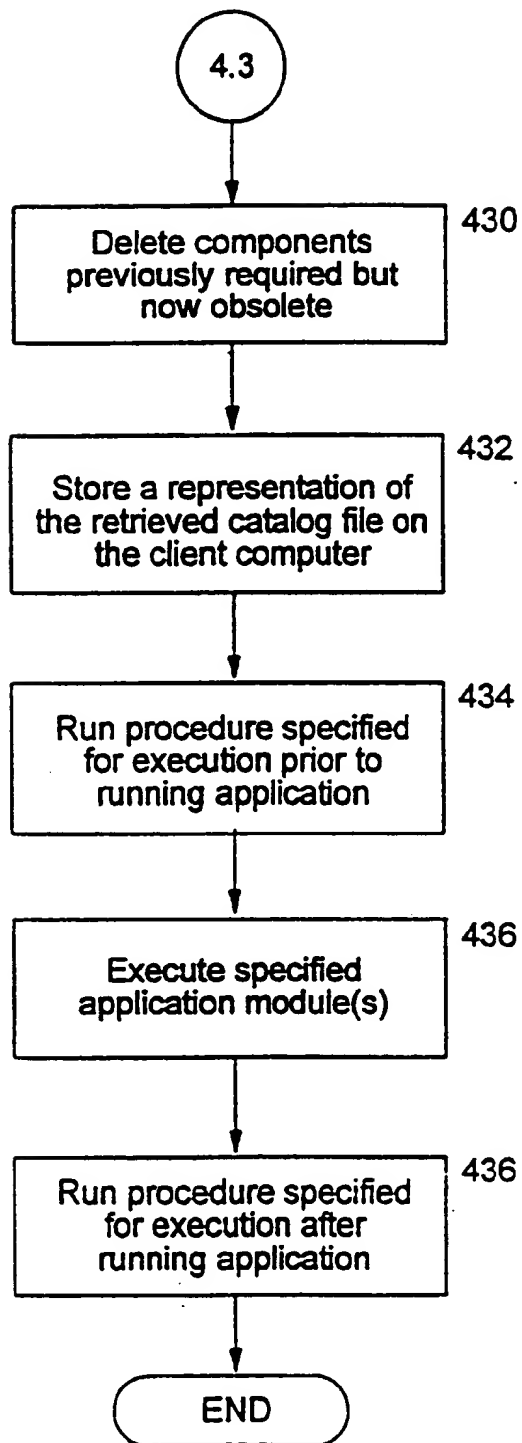 4.3
430
Delete components
previously required but
now obsolete
432
Store a representation of
the retrieved catalog file on
the client computer
434
Run procedure specified
for execution prior to
running application
436
Execute specified
application module(s)
436
Run procedure specified
for execution after
running application
END